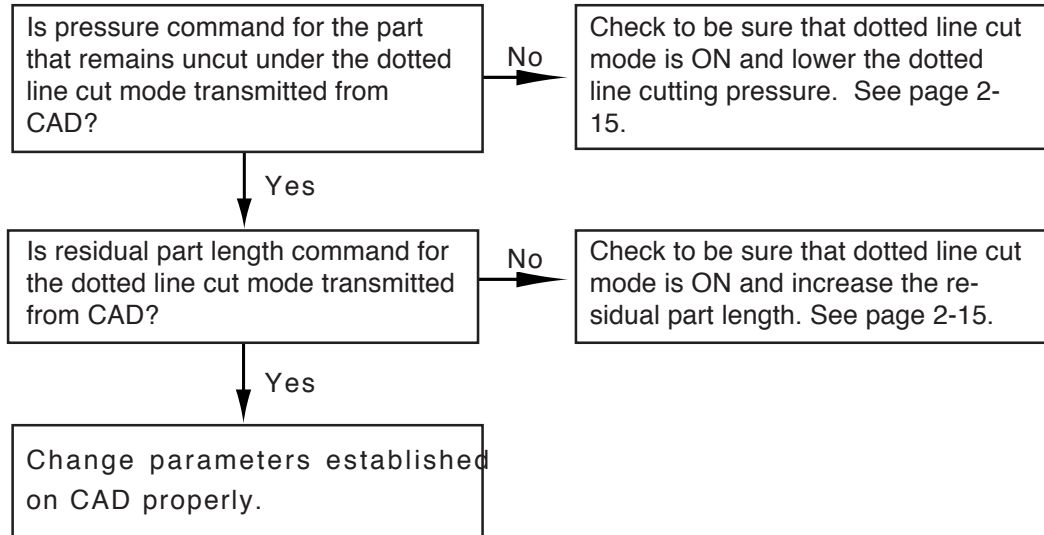 Is pressure command for the part
that remains uncut under the dotted
line cut mode transmitted from
CAD?
No
Check to be sure that dotted line cut
mode is ON and lower the dotted
line cutting pressure.  See page 2-
15.
Yes
Is residual part length command for
the dotted line cut mode transmitted
from CAD?
No
Check to be sure that dotted line cut
mode is ON and increase the re-
sidual part length. See page 2-15.
Yes
Change parameters established
on CAD properly.